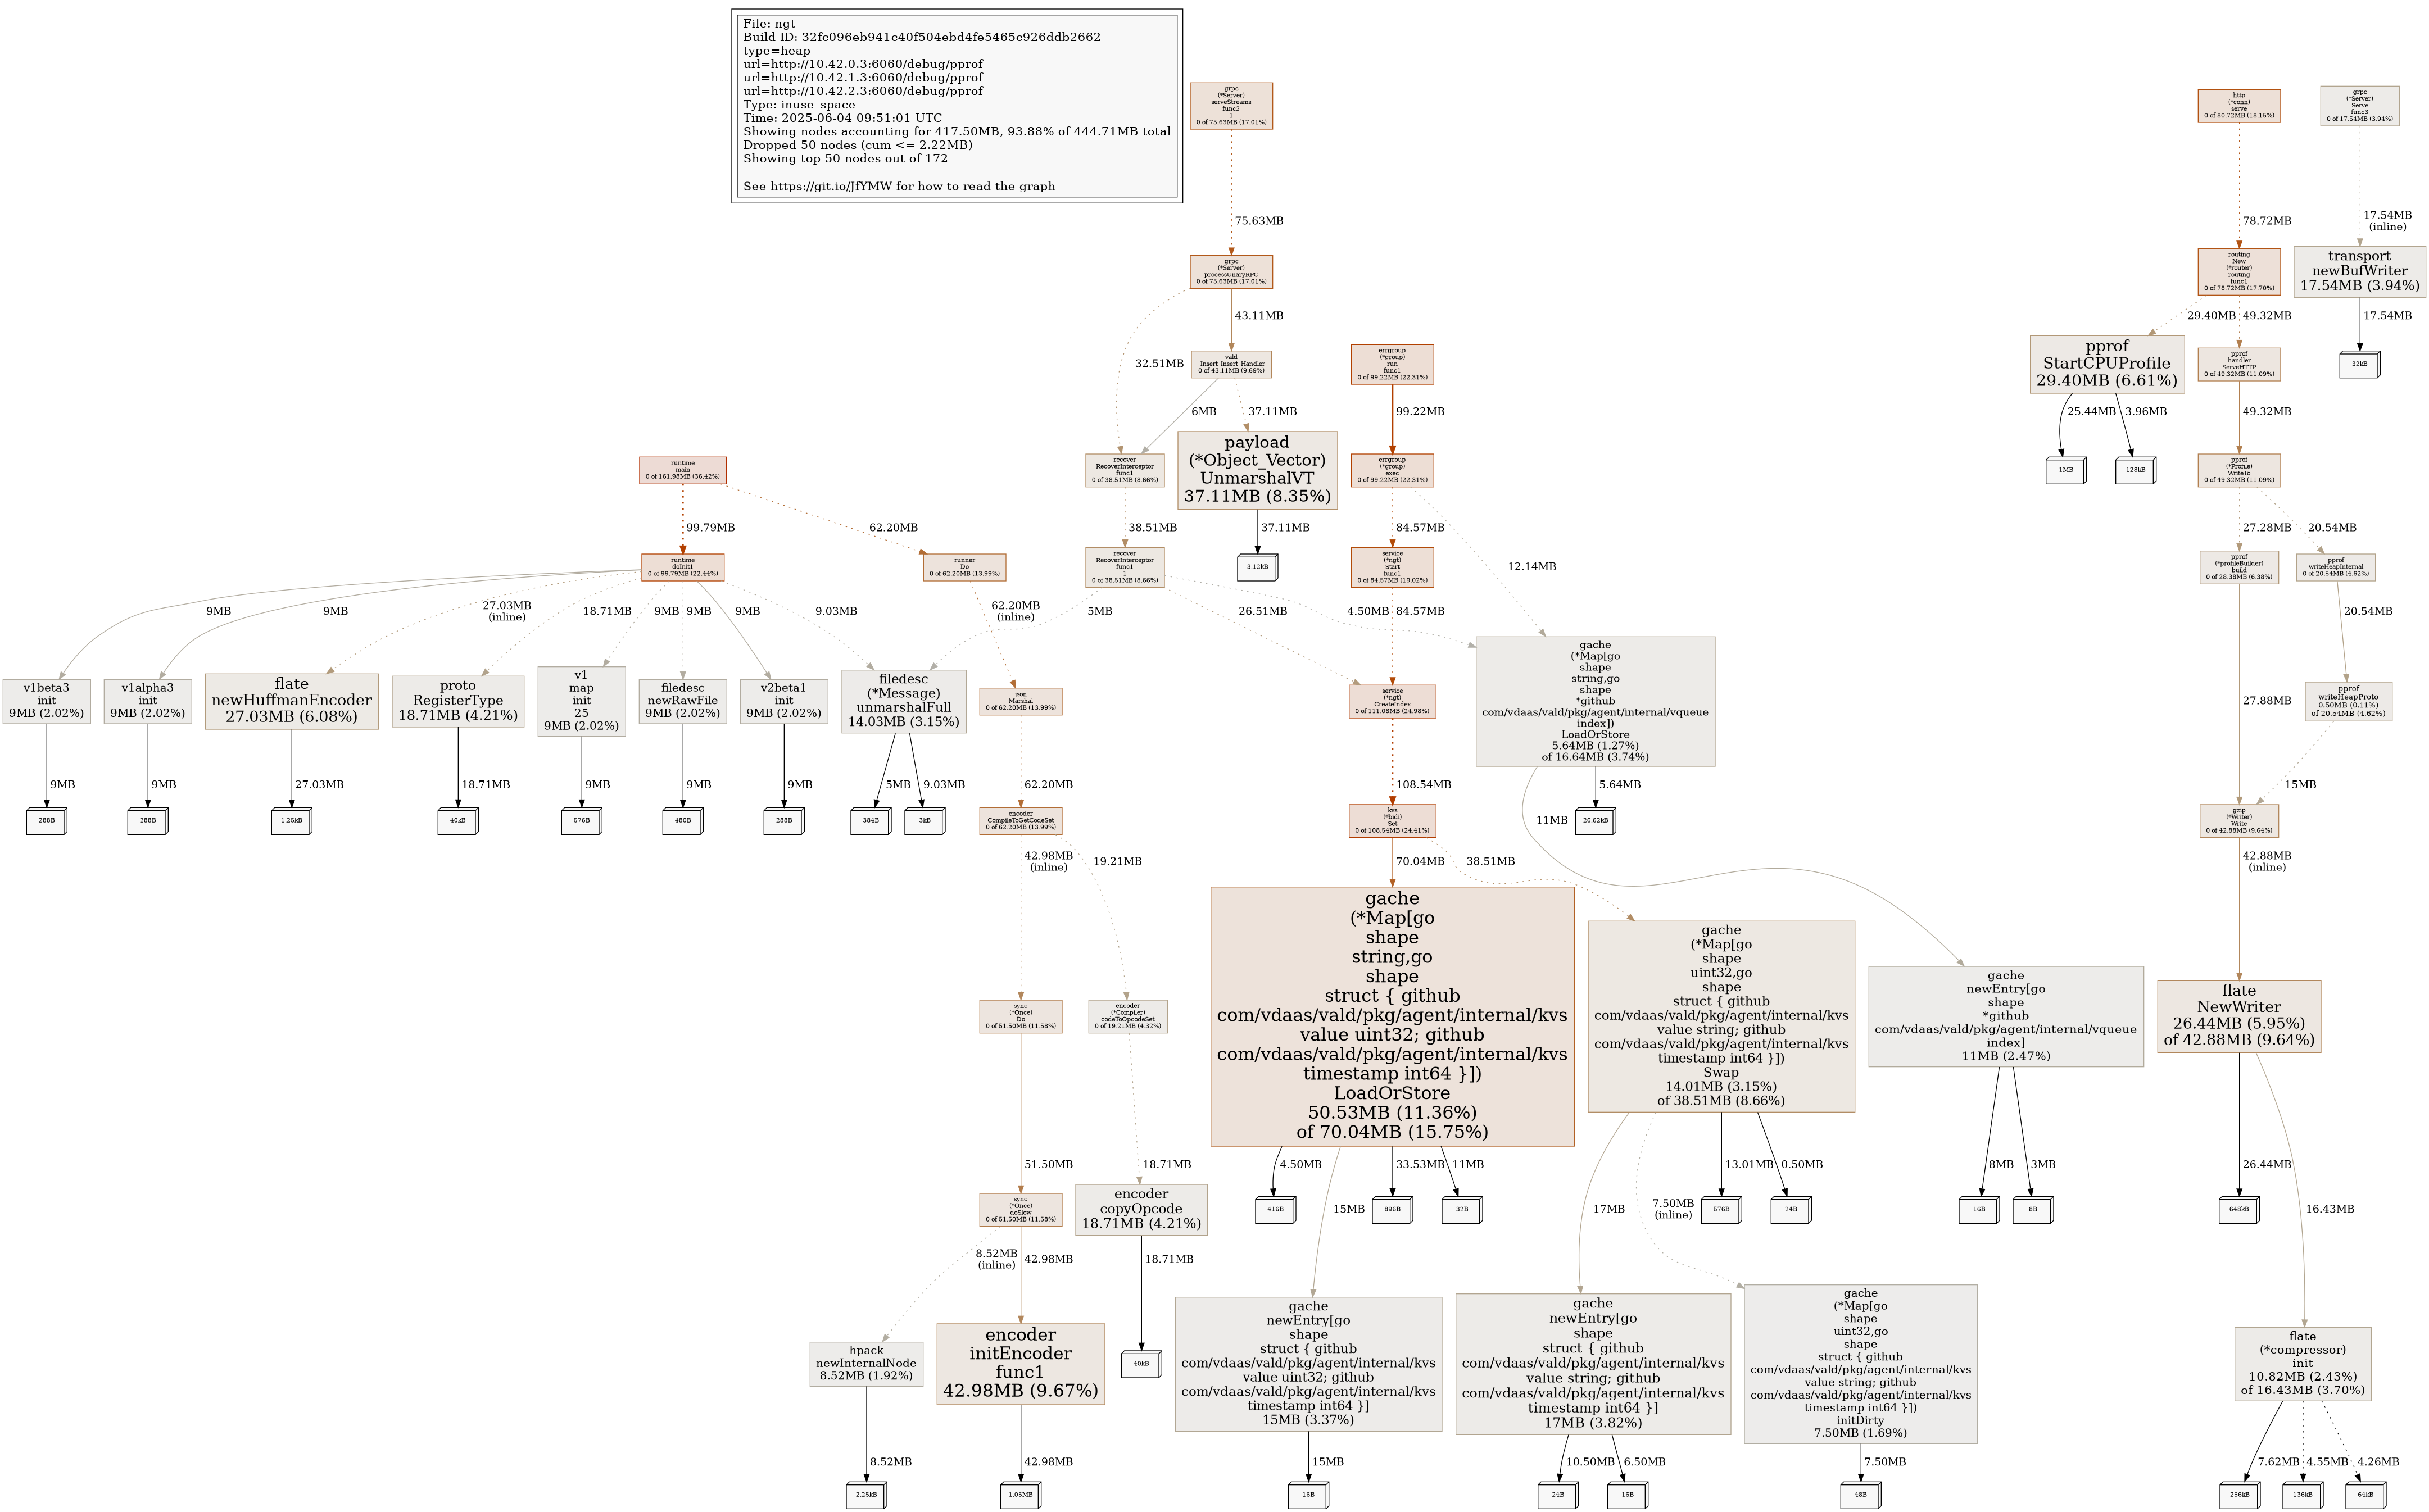 File: ngt
Build ID: 32fc096eb941c40f504ebd4fe5465c926ddb2662
type=heap
url=http://10.42.0.3:6060/debug/pprof
url=http://10.42.1.3:6060/debug/pprof
url=http://10.42.2.3:6060/debug/pprof
Type: inuse_space
Time: 2025-06-04 09:51:01 UTC
Showing nodes accounting for 417.50MB, 93.88% of 444.71MB total
Dropped 50 nodes (cum <= 2.22MB)
Showing top 50 nodes out of 172
See https://git.io/JfYMW for how to read the graph
grpc
(*Server)
serveStreams
func2
1
0 of 75.63MB (17.01%)
http
(*conn)
serve
0 of 80.72MB (18.15%)
grpc
(*Server)
Serve
func3
0 of 17.54MB (3.94%)
75.63MB
78.72MB
17.54MB
(inline)
grpc
(*Server)
processUnaryRPC
0 of 75.63MB (17.01%)
routing
New
(*router)
routing
func1
0 of 78.72MB (17.70%)
transport
newBufWriter
17.54MB (3.94%)
32.51MB
43.11MB
29.40MB
49.32MB
17.54MB
vald
_Insert_Insert_Handler
0 of 43.11MB (9.69%)
errgroup
(*group)
run
func1
0 of 99.22MB (22.31%)
pprof
StartCPUProfile
29.40MB (6.61%)
pprof
handler
ServeHTTP
0 of 49.32MB (11.09%)
32kB
6MB
37.11MB
99.22MB
25.44MB
3.96MB
49.32MB
runtime
main
0 of 161.98MB (36.42%)
recover
RecoverInterceptor
func1
0 of 38.51MB (8.66%)
payload
(*Object_Vector)
UnmarshalVT
37.11MB (8.35%)
errgroup
(*group)
exec
0 of 99.22MB (22.31%)
1MB
128kB
pprof
(*Profile)
WriteTo
0 of 49.32MB (11.09%)
99.79MB
62.20MB
38.51MB
37.11MB
84.57MB
12.14MB
27.28MB
20.54MB
runtime
doInit1
0 of 99.79MB (22.44%)
runner
Do
0 of 62.20MB (13.99%)
recover
RecoverInterceptor
func1
1
0 of 38.51MB (8.66%)
3.12kB
service
(*ngt)
Start
func1
0 of 84.57MB (19.02%)
pprof
(*profileBuilder)
build
0 of 28.38MB (6.38%)
pprof
writeHeapInternal
0 of 20.54MB (4.62%)
9MB
9MB
27.03MB
(inline)
18.71MB
9MB
9MB
9MB
9.03MB
62.20MB
(inline)
5MB
26.51MB
4.50MB
84.57MB
27.88MB
20.54MB
v1beta3
init
9MB (2.02%)
v1alpha3
init
9MB (2.02%)
flate
newHuffmanEncoder
27.03MB (6.08%)
proto
RegisterType
18.71MB (4.21%)
v1
map
init
25
9MB (2.02%)
filedesc
newRawFile
9MB (2.02%)
v2beta1
init
9MB (2.02%)
filedesc
(*Message)
unmarshalFull
14.03MB (3.15%)
json
Marshal
0 of 62.20MB (13.99%)
service
(*ngt)
CreateIndex
0 of 111.08MB (24.98%)
gache
(*Map[go
shape
string,go
shape
*github
com/vdaas/vald/pkg/agent/internal/vqueue
index])
LoadOrStore
5.64MB (1.27%)
of 16.64MB (3.74%)
pprof
writeHeapProto
0.50MB (0.11%)
of 20.54MB (4.62%)
9MB
9MB
27.03MB
18.71MB
9MB
9MB
9MB
5MB
9.03MB
62.20MB
108.54MB
11MB
5.64MB
15MB
288B
288B
1.25kB
40kB
576B
480B
288B
384B
3kB
encoder
CompileToGetCodeSet
0 of 62.20MB (13.99%)
kvs
(*bidi)
Set
0 of 108.54MB (24.41%)
26.62kB
gzip
(*Writer)
Write
0 of 42.88MB (9.64%)
42.98MB
(inline)
19.21MB
70.04MB
38.51MB
42.88MB
(inline)
sync
(*Once)
Do
0 of 51.50MB (11.58%)
encoder
(*Compiler)
codeToOpcodeSet
0 of 19.21MB (4.32%)
gache
(*Map[go
shape
string,go
shape
struct { github
com/vdaas/vald/pkg/agent/internal/kvs
value uint32; github
com/vdaas/vald/pkg/agent/internal/kvs
timestamp int64 }])
LoadOrStore
50.53MB (11.36%)
of 70.04MB (15.75%)
gache
(*Map[go
shape
uint32,go
shape
struct { github
com/vdaas/vald/pkg/agent/internal/kvs
value string; github
com/vdaas/vald/pkg/agent/internal/kvs
timestamp int64 }])
Swap
14.01MB (3.15%)
of 38.51MB (8.66%)
gache
newEntry[go
shape
*github
com/vdaas/vald/pkg/agent/internal/vqueue
index]
11MB (2.47%)
flate
NewWriter
26.44MB (5.95%)
of 42.88MB (9.64%)
51.50MB
18.71MB
4.50MB
15MB
33.53MB
11MB
17MB
7.50MB
(inline)
13.01MB
0.50MB
8MB
3MB
26.44MB
16.43MB
sync
(*Once)
doSlow
0 of 51.50MB (11.58%)
encoder
copyOpcode
18.71MB (4.21%)
416B
896B
32B
576B
24B
16B
8B
648kB
8.52MB
(inline)
42.98MB
18.71MB
hpack
newInternalNode
8.52MB (1.92%)
encoder
initEncoder
func1
42.98MB (9.67%)
40kB
gache
newEntry[go
shape
struct { github
com/vdaas/vald/pkg/agent/internal/kvs
value uint32; github
com/vdaas/vald/pkg/agent/internal/kvs
timestamp int64 }]
15MB (3.37%)
gache
newEntry[go
shape
struct { github
com/vdaas/vald/pkg/agent/internal/kvs
value string; github
com/vdaas/vald/pkg/agent/internal/kvs
timestamp int64 }]
17MB (3.82%)
gache
(*Map[go
shape
uint32,go
shape
struct { github
com/vdaas/vald/pkg/agent/internal/kvs
value string; github
com/vdaas/vald/pkg/agent/internal/kvs
timestamp int64 }])
initDirty
7.50MB (1.69%)
flate
(*compressor)
init
10.82MB (2.43%)
of 16.43MB (3.70%)
8.52MB
42.98MB
15MB
10.50MB
6.50MB
7.50MB
7.62MB
4.55MB
4.26MB
2.25kB
1.05MB
16B
24B
16B
48B
256kB
136kB
64kB